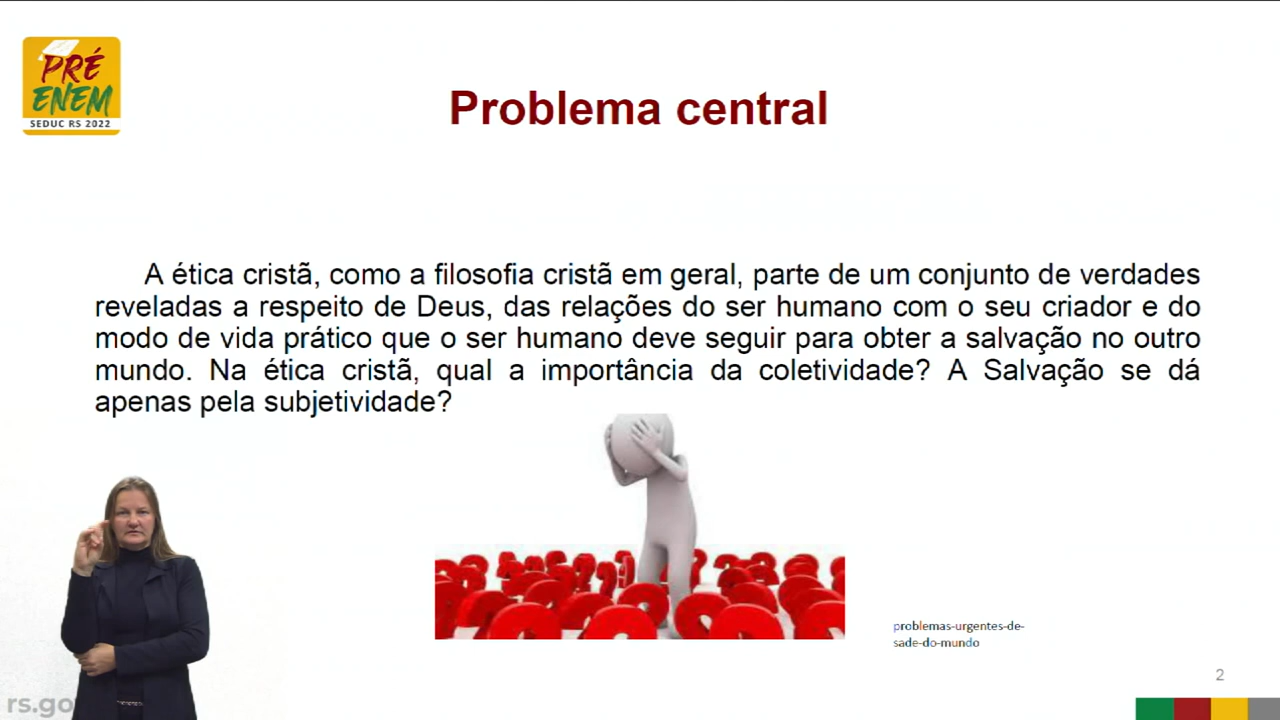 PRÉ
ENEM
SEDUC RS 2022
Problema central
A ética cristã, como a filosofia cristã em geral, parte de um conjunto de verdades
reveladas a respeito de Deus, das relações do ser humano com o seu criador e do
modo de vida prático que o ser humano deve seguir para obter a salvação no outro
mundo. Na ética cristã, qual a importância da coletividade? A Salvação se dá
apenas pela subjetividade?
problemas-urgentes-de-
sade-do-mundo
2